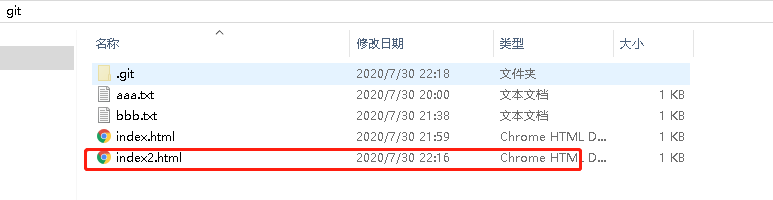 git
名称 修改日期 类型 大小
.git 2020/7/30 22:18 文件夹
aaa.txt 2020/7/30 20:00 文本文档 1 KB
bbb.txt 2020/7/30 21:38 文本文档 1 KB
index.html 2020/7/30 21:59 Chrome HTML D... 1 KB
index2.html 2020/7/30 22:16 Chrome HTML D... 1 KB